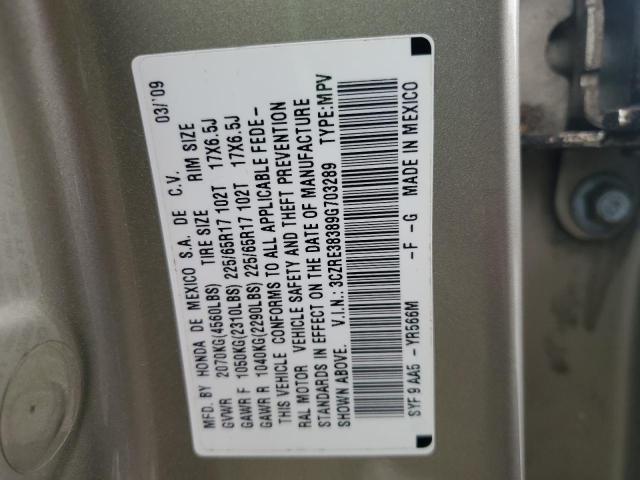 MFD. BY HONDA DE MEXICO S.A. DE C.V. 03/'09
GVWR 2070KG(4560LBS) TIRE SIZE RIM SIZE
GAWR F 1050KG(2310LBS) 225/65R17 102T 17X6.5J
GAWR R 1040KG(2290LBS) 225/65R17 102T 17X6.5J
THIS VEHICLE CONFORMS TO ALL APPLICABLE FEDE-
RAL MOTOR VEHICLE SAFETY AND THEFT PREVENTION
STANDARDS IN EFFECT ON THE DATE OF MANUFACTURE
SHOWN ABOVE. V.I.N.: 3CZRE38389G703289 TYPE:MPV
SYF 9 AA5 - YR566M -F -G MADE IN MEXICO